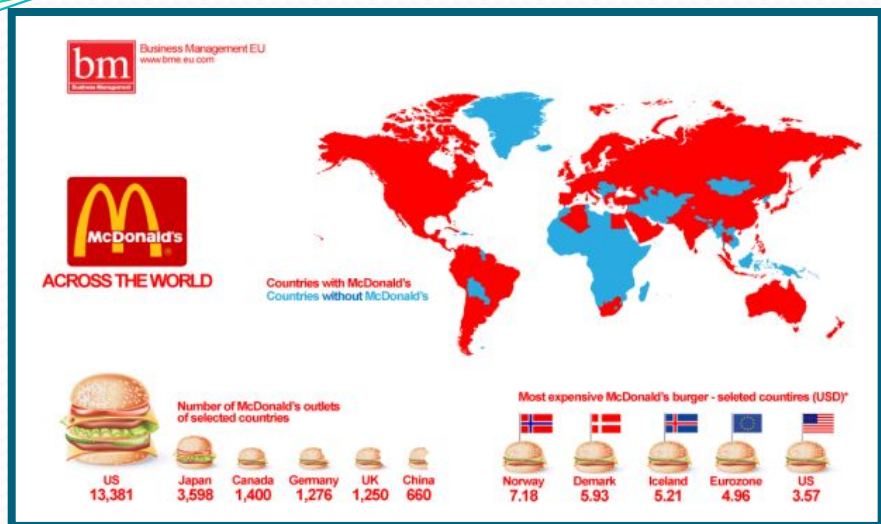 bm
Business Management
Business Management EU
www.bme.eu.com
McDonald's
ACROSS THE WORLD
Countries with McDonald's
Countries without McDonald's
Number of McDonald's outlets
of selected countries
US
13,381
Japan
3,598
Canada
1,400
Germany
1,276
UK
1,250
China
660
Most expensive McDonald's burger - seleted countires (USD)*
Norway
7.18
Demark
5.93
Iceland
5.21
Eurozone
4.96
US
3.57